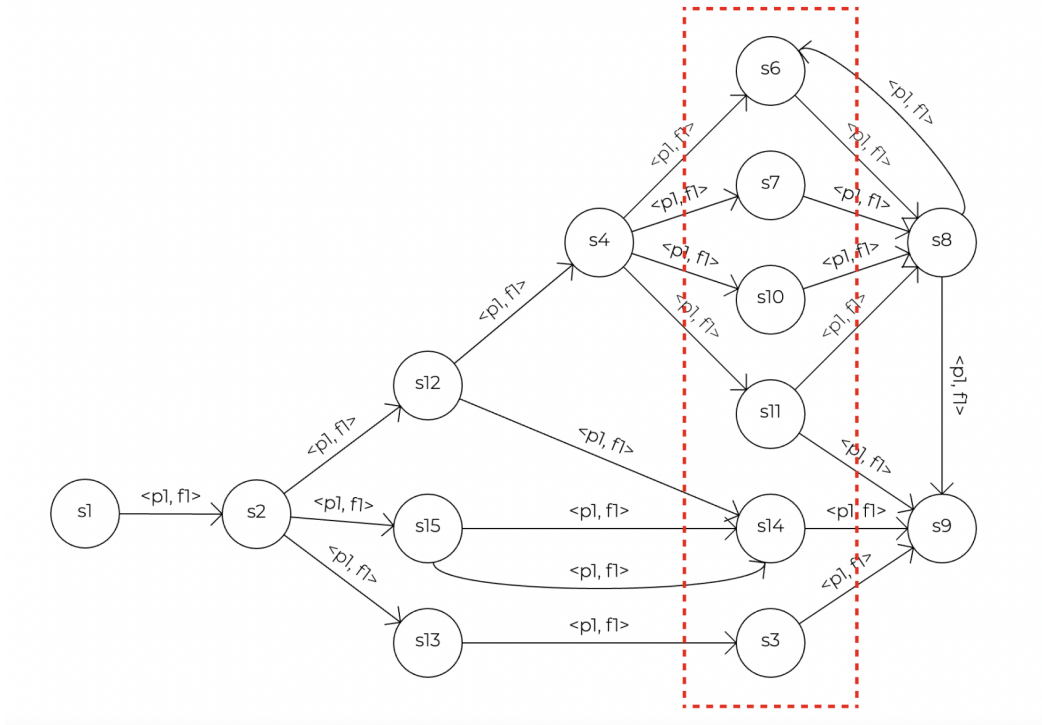 s6
<p1, f1>
<p1, f1>
<p1, f1>
s7
<p1, f1>
<p1, f1>
s4
s8
<p1, f1>
<p1, f1>
s10
<p1, f1>
<p1, f1>
<p1, f1>
s12
<p1, f1>
s11
<p1, f1>
<p1, f1>
<p1, f1>
s1
<p1, f1>
s2
<p1, f1>
s15
<p1, f1>
s14
<p1, f1>
s9
<p1, f1>
<p1, f1>
<p1, f1>
s13
<p1, f1>
s3